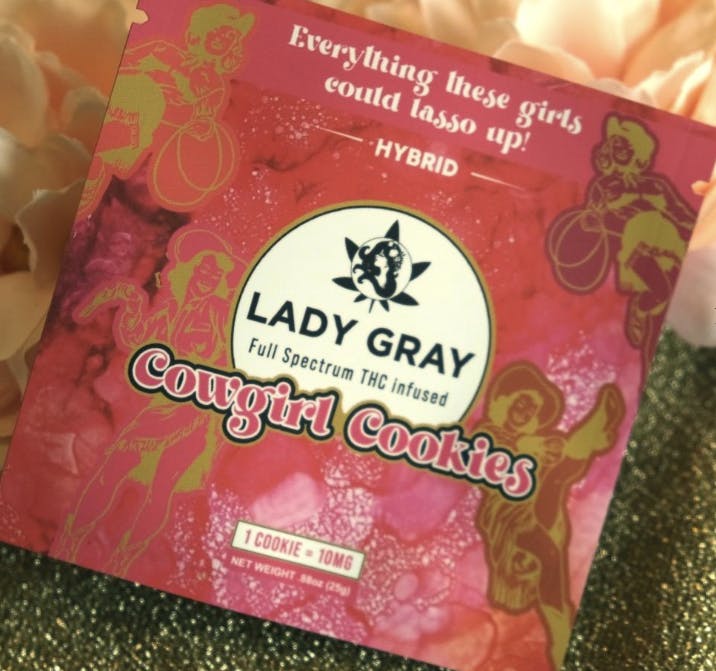 Everything these girls
could lasso up!
HYBRID
LADY GRAY
Full Spectrum THC infused
Cowgirl Cookies
1 COOKIE = 10MG
NET WEIGHT .88oz (25g)